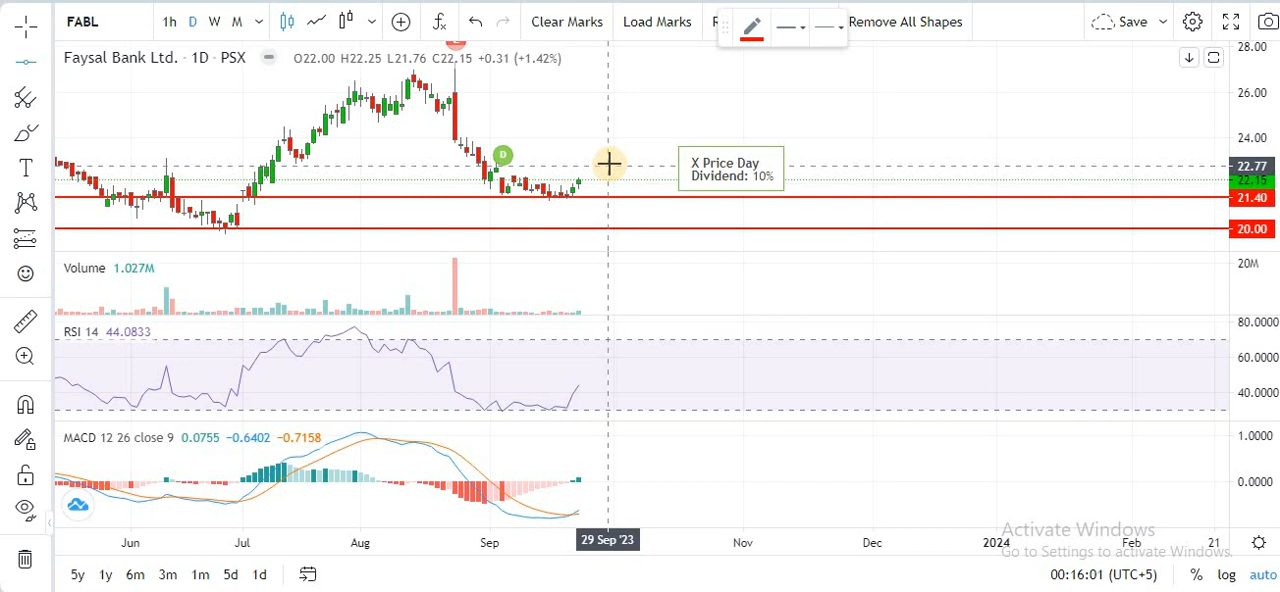 FABL
1h D W M
Clear Marks
Load Marks
Remove All Shapes
Save
Faysal Bank Ltd. · 1D · PSX
O22.00 H22.25 L21.76 C22.15 +0.31 (+1.42%)
E
D
X Price Day
Dividend: 10%
28.00
26.00
24.00
22.77
22.15
21.40
20.00
Volume 1.027M
20M
RSI 14 44.0833
80.0000
60.0000
40.0000
MACD 12 26 close 9 0.0755 −0.6402 −0.7158
1.0000
0.0000
Activate Windows
Go to Settings to activate Windows.
Jun Jul Aug Sep 29 Sep '23 Nov Dec 2024 Feb 21
5y 1y 6m 3m 1m 5d 1d
00:16:01 (UTC+5) % log auto